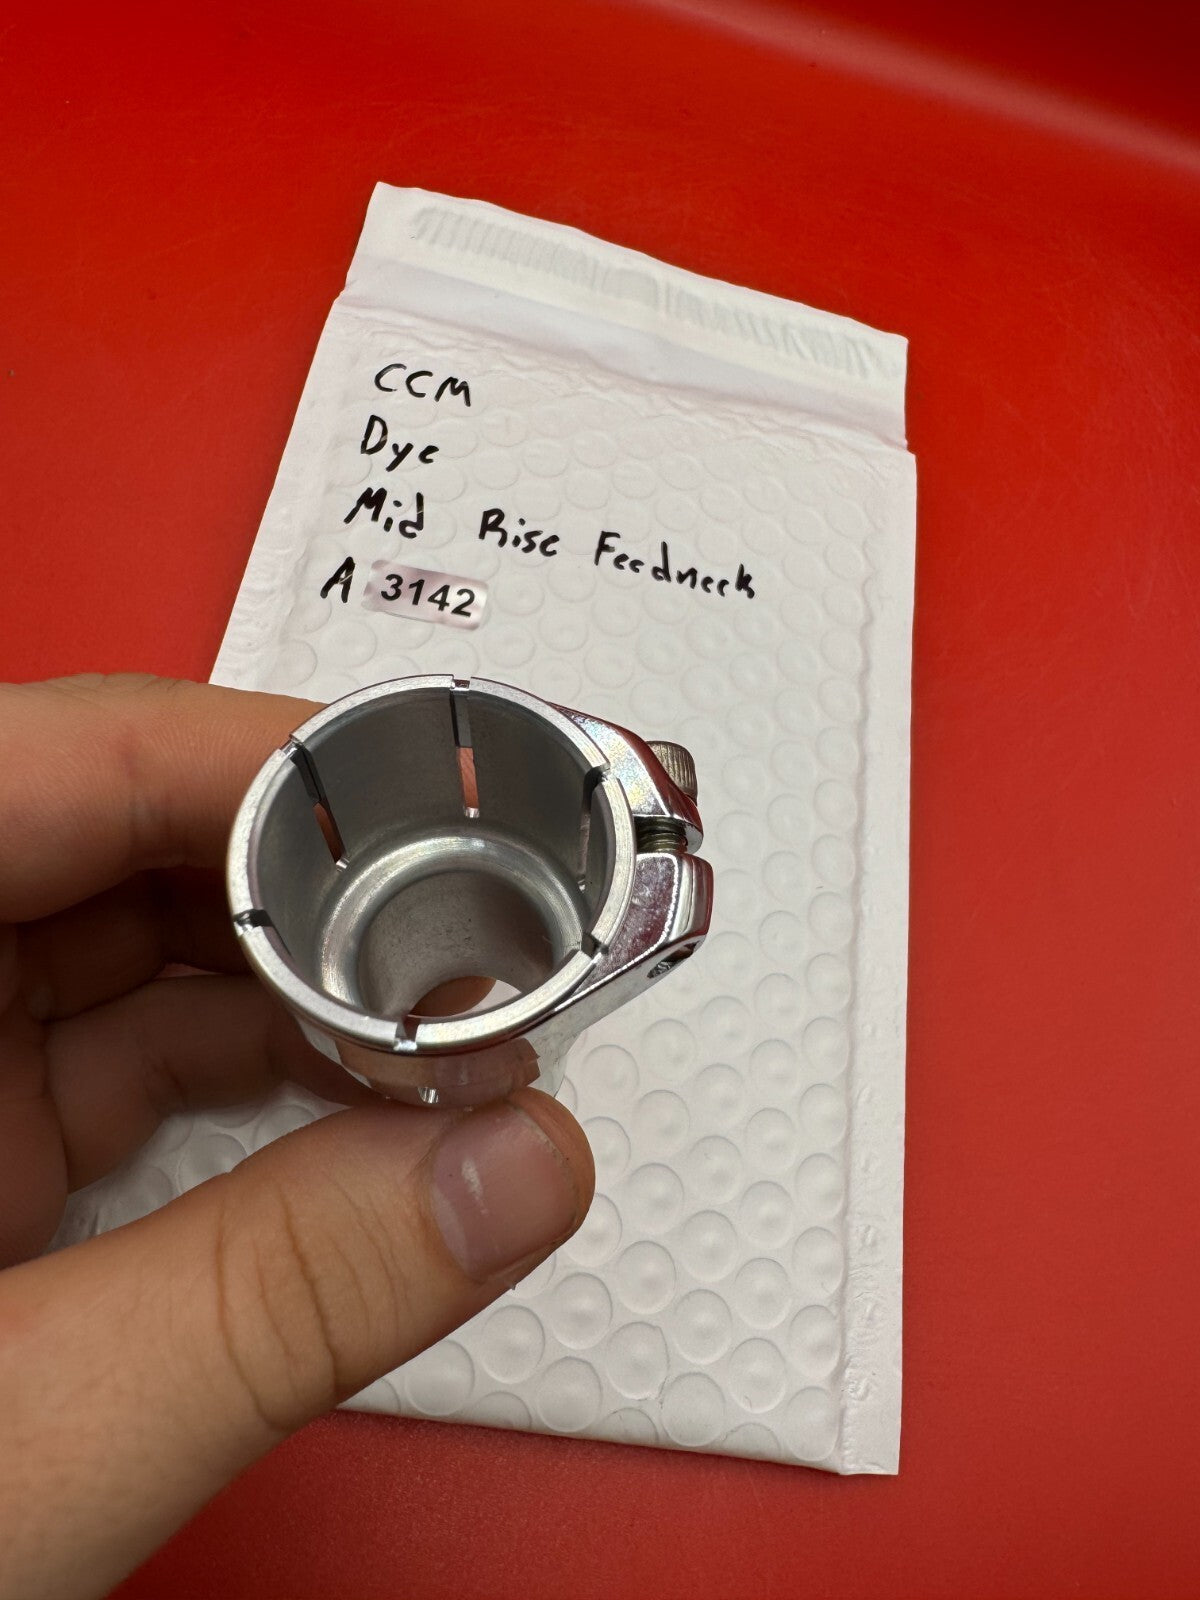 CCM
Dye
Mid Rise Feedneck
A 3142